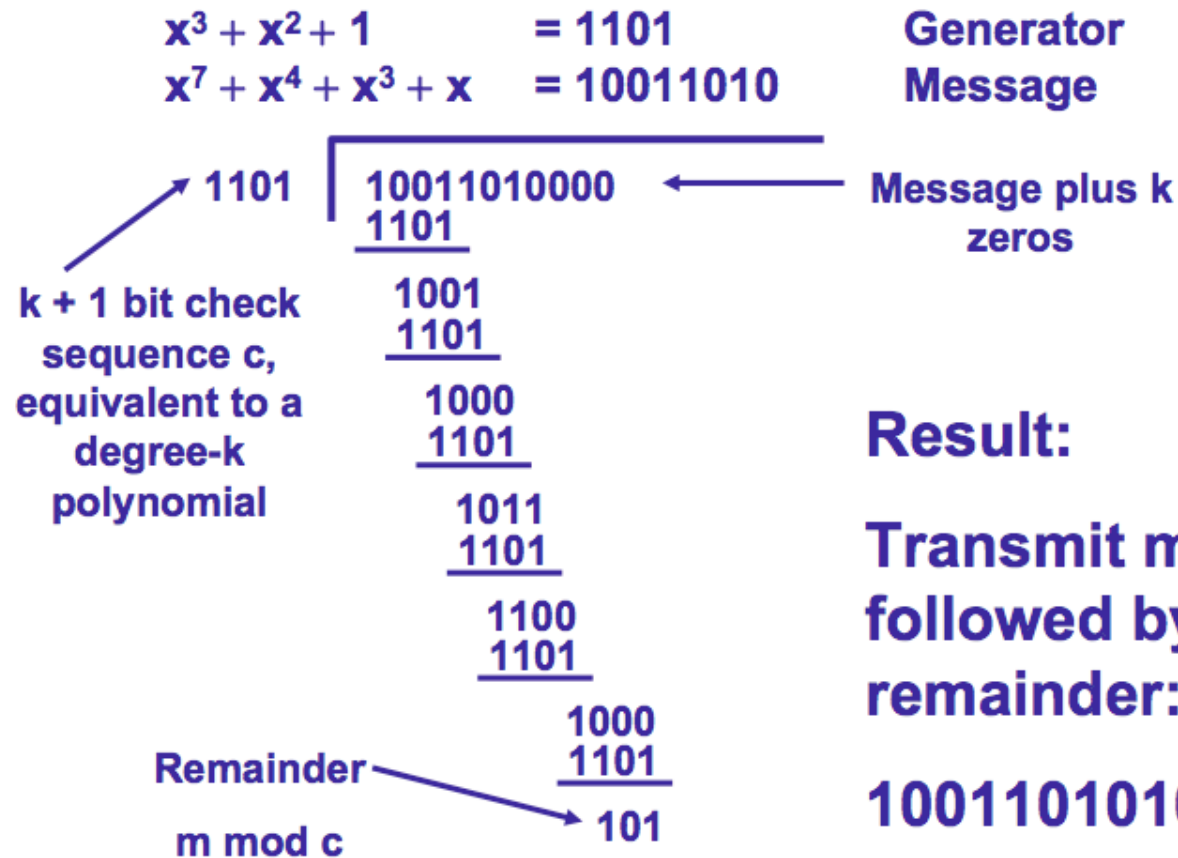 x³ + x² + 1 = 1101 Generator
x⁷ + x⁴ + x³ + x = 10011010 Message
1101 10011010000 Message plus k
zeros
1101
k + 1 bit check
sequence c,
equivalent to a
degree-k
polynomial
1001
1101
1000
1101
1011
1101
1100
1101
1000
1101
101
Remainder
m mod c
Result:
Transmit
followed
remainder: